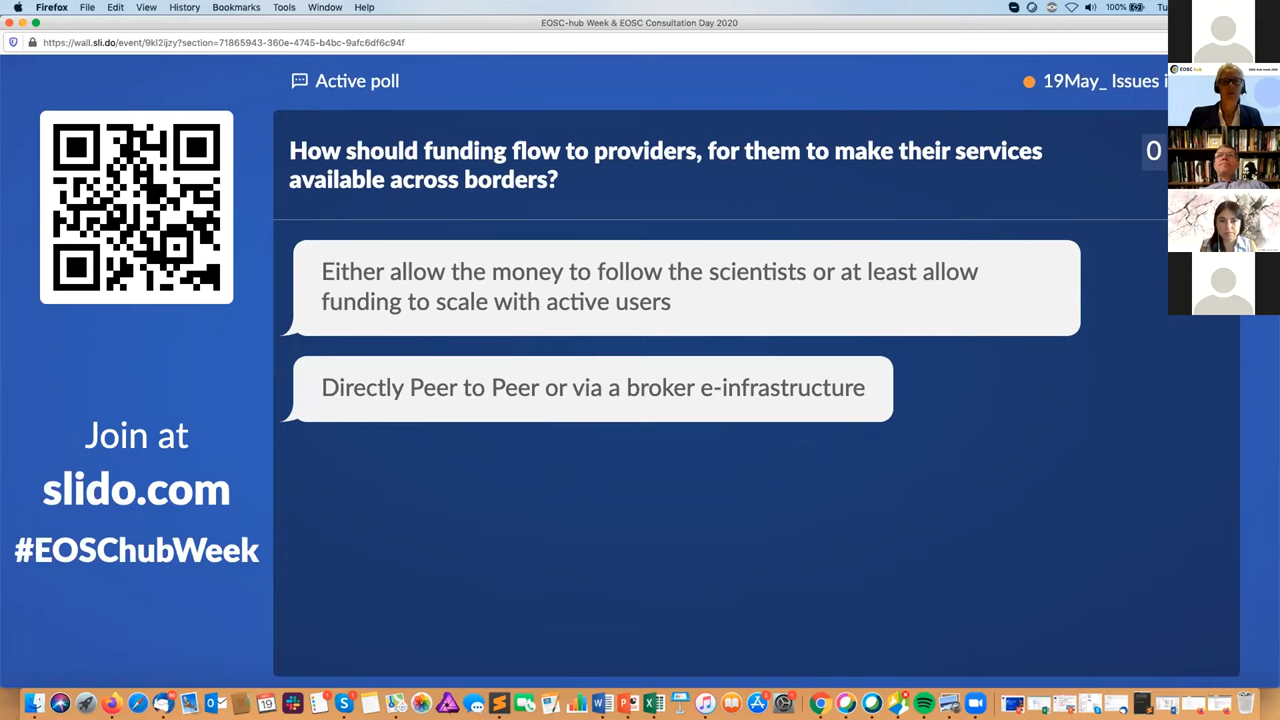 Firefox File Edit View History Bookmarks Tools Window Help
100%
Tu
EOSC-hub Week & EOSC Consultation Day 2020
https://wall.sli.do/event/9kl2ijzy?section=71865943-360e-4745-b4bc-9afc6df6c94f
Active poll
19May_ Issues i
How should funding flow to providers, for them to make their services
available across borders?
0
Either allow the money to follow the scientists or at least allow
funding to scale with active users
Directly Peer to Peer or via a broker e-infrastructure
Join at
slido.com
#EOSChubWeek
19